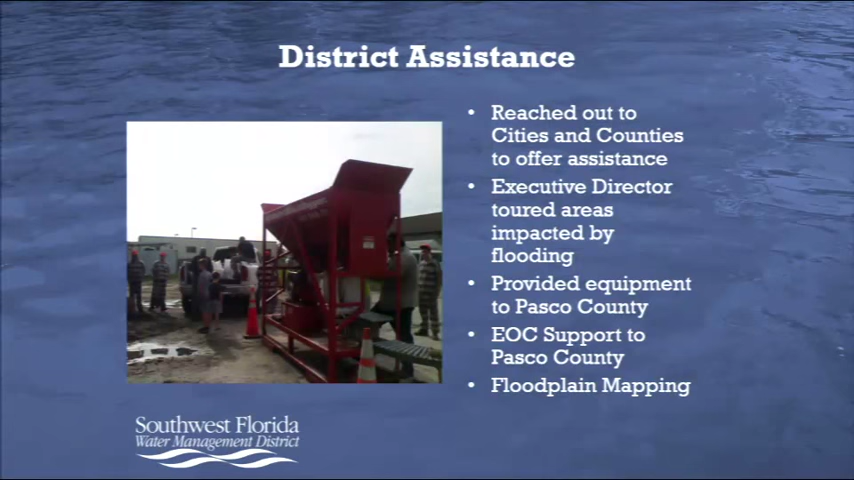 District Assistance
• Reached out to
Cities and Counties
to offer assistance
• Executive Director
toured areas
impacted by
flooding
• Provided equipment
to Pasco County
• EOC Support to
Pasco County
• Floodplain Mapping
Southwest Florida
Water Management District